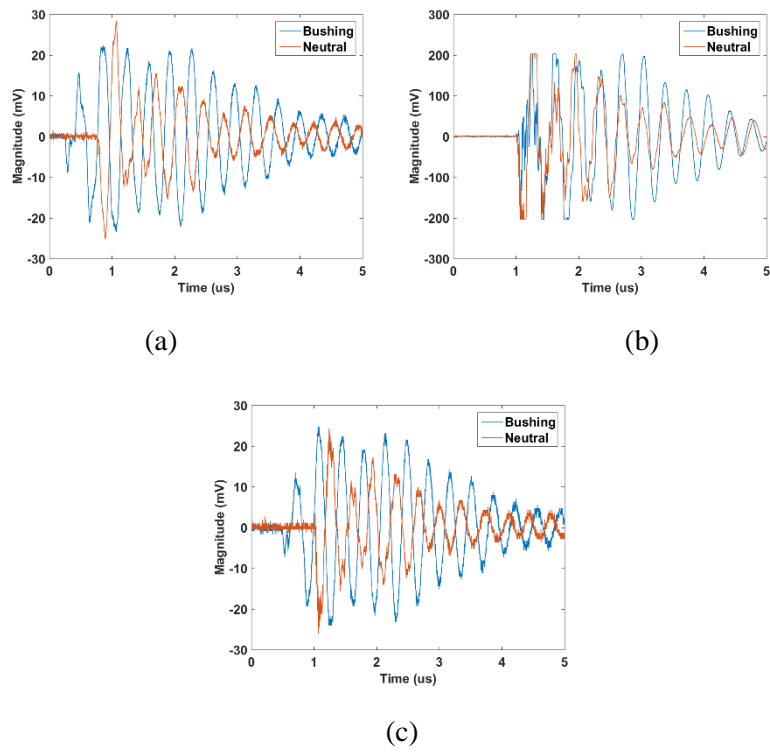 30
20
10
0
-10
-20
-30
Magnitude (mV)
0 1 2 3 4 5
Time (us)
Bushing
Neutral
(a)
300
200
100
0
-100
-200
-300
Magnitude (mV)
0 1 2 3 4 5
Time (us)
Bushing
Neutral
(b)
30
20
10
0
-10
-20
-30
Magnitude (mV)
0 1 2 3 4 5
Time (us)
Bushing
Neutral
(c)